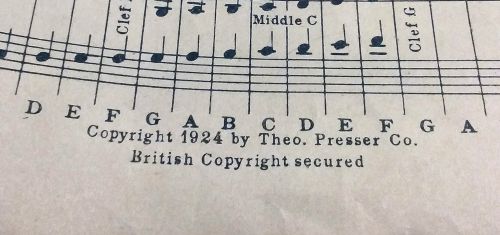 Clef
Middle C
Clef G
D E F G A B C D E F G A
Copyright 1924 by Theo. Presser Co.
British Copyright secured